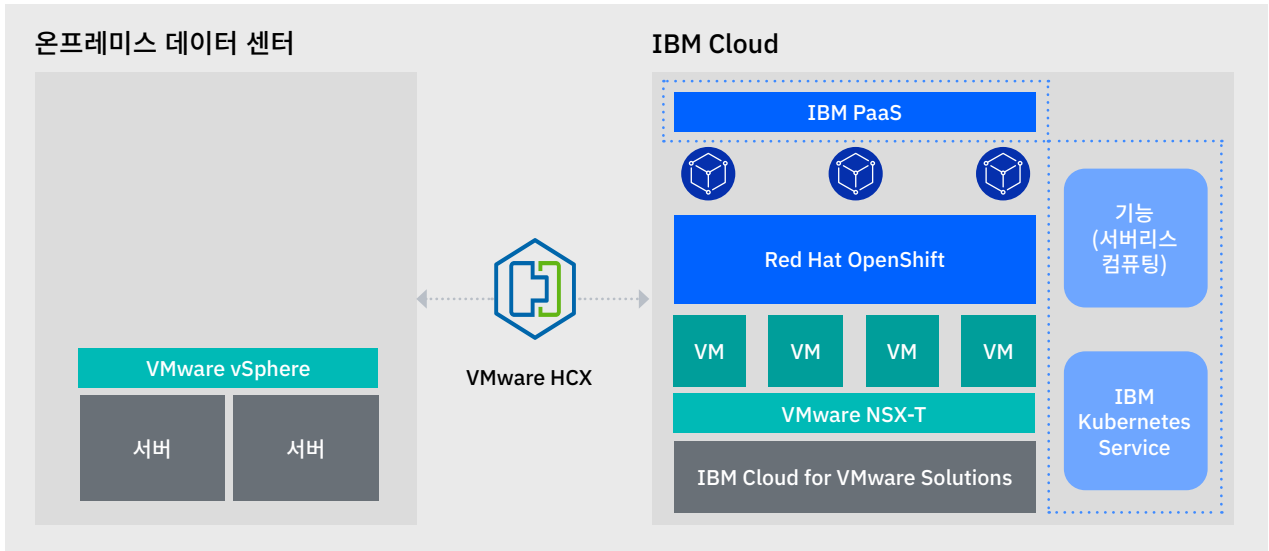 온프레미스 데이터 센터
VMware vSphere
서버
서버
VMware HCX
IBM Cloud
IBM PaaS
Red Hat OpenShift
VM
VM
VM
VM
VMware NSX-T
IBM Cloud for VMware Solutions
기능
(서버리스
컴퓨팅)
IBM
Kubernetes
Service